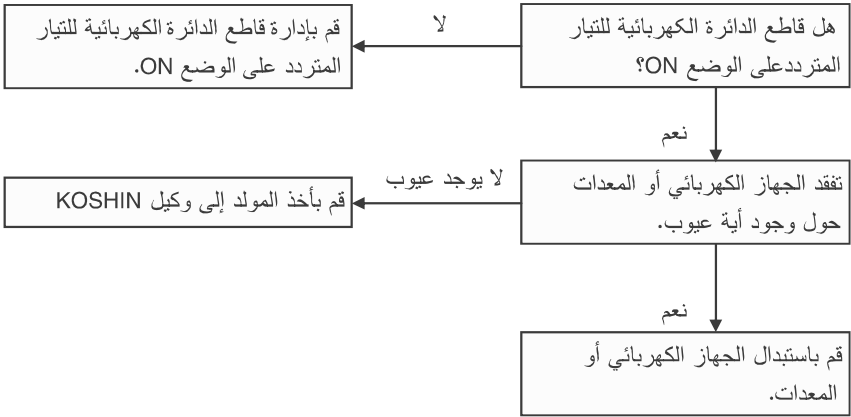 هل قاطع الدائرة الكهربائية للتيار
المترددعلى الوضع ON؟
لا
قم بإدارة قاطع الدائرة الكهربائية للتيار
المتردد على الوضع ON.
نعم
تفقد الجهاز الكهربائي أو المعدات
حول وجود أية عيوب.
لا يوجد عيوب
قم بأخذ المولد إلى وكيل KOSHIN
نعم
قم باستبدال الجهاز الكهربائي أو
المعدات.